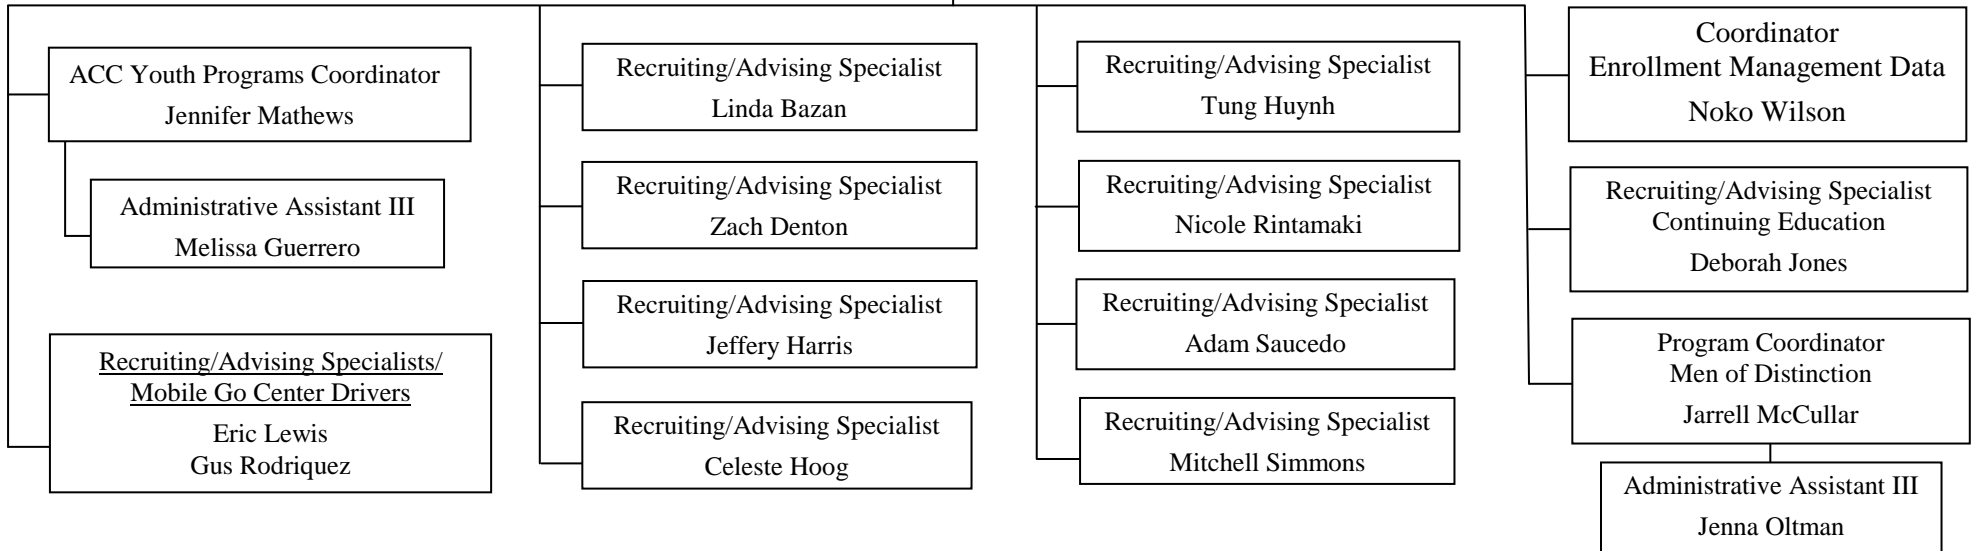 ACC Youth Programs Coordinator
Jennifer Mathews
Administrative Assistant III
Melissa Guerrero
Recruiting/Advising Specialists/
Mobile Go Center Drivers
Eric Lewis
Gus Rodriquez
Recruiting/Advising Specialist
Linda Bazan
Recruiting/Advising Specialist
Zach Denton
Recruiting/Advising Specialist
Jeffery Harris
Recruiting/Advising Specialist
Celeste Hoog
Recruiting/Advising Specialist
Tung Huynh
Recruiting/Advising Specialist
Nicole Rintamaki
Recruiting/Advising Specialist
Adam Saucedo
Recruiting/Advising Specialist
Mitchell Simmons
Coordinator
Enrollment Management Data
Noko Wilson
Recruiting/Advising Specialist
Continuing Education
Deborah Jones
Program Coordinator
Men of Distinction
Jarrell McCullar
Administrative Assistant III
Jenna Oltman